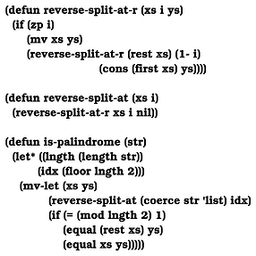 (defun reverse-split-at-r (xs i ys)
(if (zp i)
(mv xs ys)
(reverse-split-at-r (rest xs) (1- i)
(cons (first xs) ys))))
(defun reverse-split-at (xs i)
(reverse-split-at-r xs i nil))
(defun is-palindrome (str)
(let* ((lngth (length str))
(idx (floor lngth 2)))
(mv-let (xs ys)
(reverse-split-at (coerce str 'list) idx)
(if (= (mod lngth 2) 1)
(equal (rest xs) ys)
(equal xs ys)))))